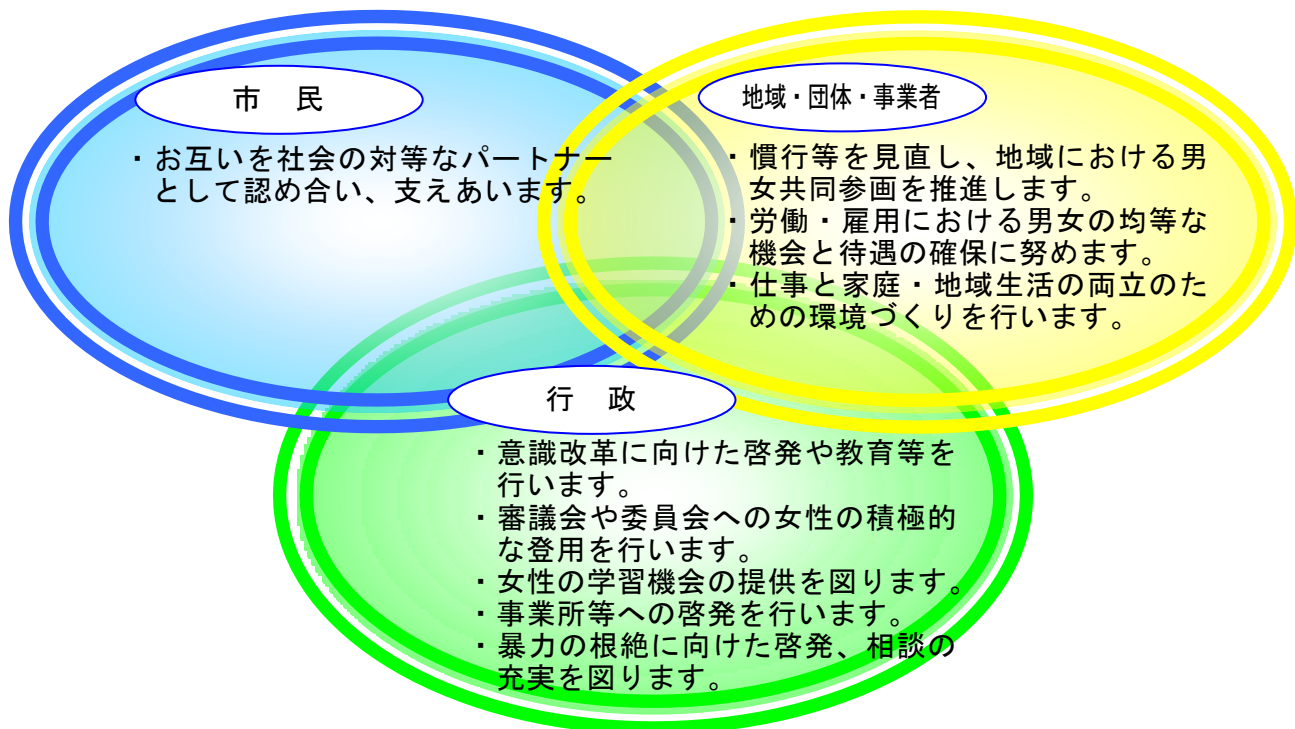 市　民
・お互いを社会の対等なパートナー
として認め合い、支えあいます。
地域・団体・事業者
・慣行等を見直し、地域における男
女共同参画を推進します。
・労働・雇用における男女の均等な
機会と待遇の確保に努めます。
・仕事と家庭・地域生活の両立のた
めの環境づくりを行います。
行　政
・意識改革に向けた啓発や教育等を
行います。
・審議会や委員会への女性の積極的
な登用を行います。
・女性の学習機会の提供を図ります。
・事業所等への啓発を行います。
・暴力の根絶に向けた啓発、相談の
充実を図ります。